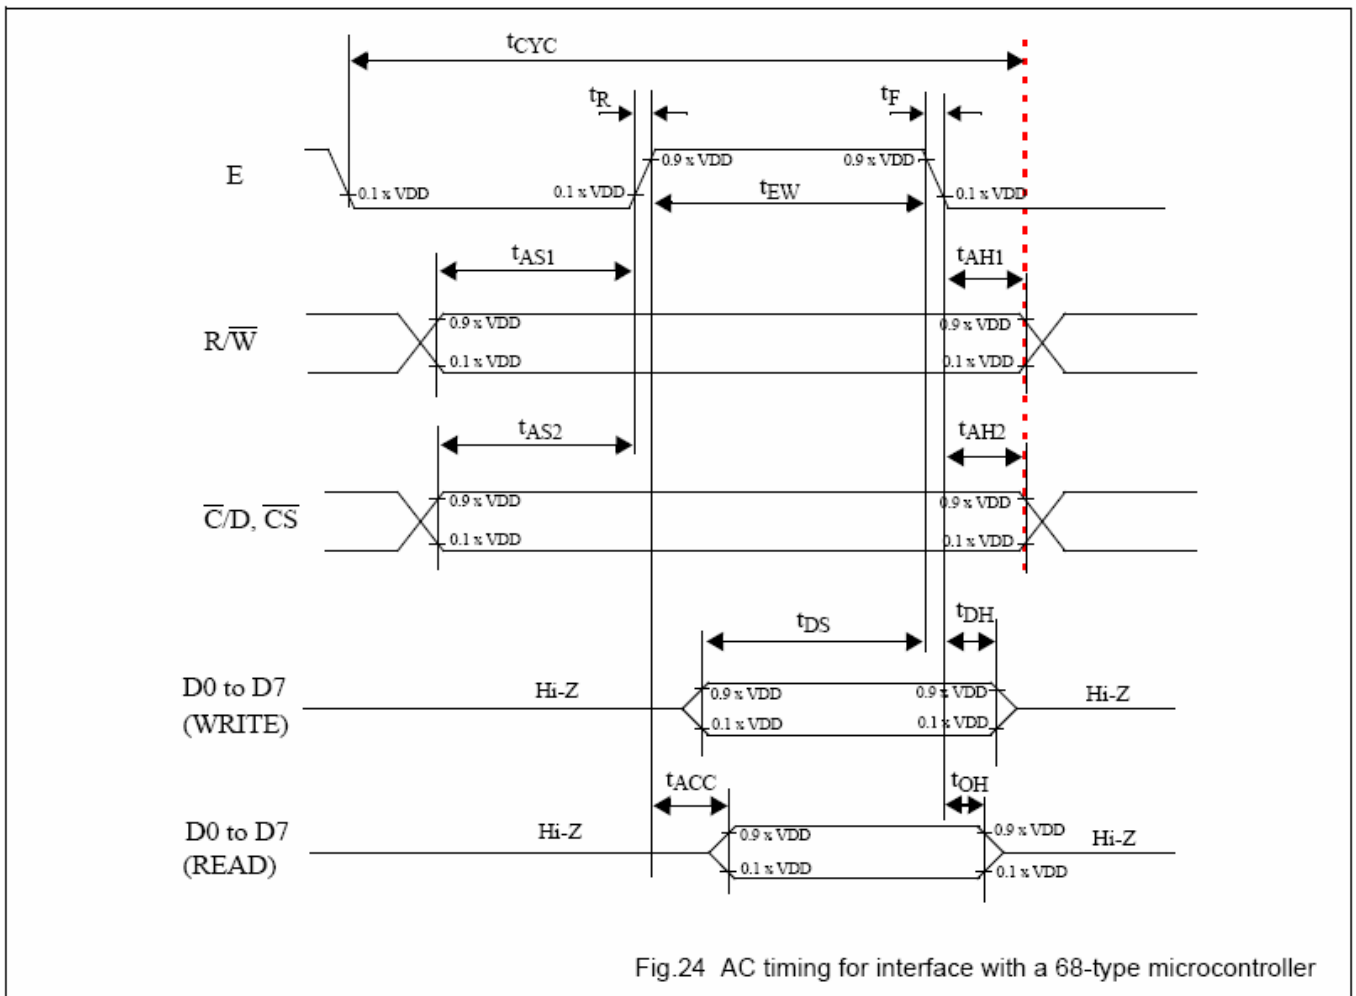 tCYC
tR
tF
E
0.9 x VDD
0.9 x VDD
0.1 x VDD
0.1 x VDD
0.1 x VDD
tEW
tAS1
tAH1
R/W̅
0.9 x VDD
0.9 x VDD
0.1 x VDD
0.1 x VDD
tAS2
tAH2
C̅/D, C̅S̅
0.9 x VDD
0.9 x VDD
0.1 x VDD
0.1 x VDD
tDS
tDH
D0 to D7
(WRITE)
Hi-Z
0.9 x VDD
0.9 x VDD
Hi-Z
0.1 x VDD
0.1 x VDD
tACC
tOH
D0 to D7
(READ)
Hi-Z
0.9 x VDD
0.9 x VDD
Hi-Z
0.1 x VDD
0.1 x VDD
Fig.24 AC timing for interface with a 68-type microcontroller